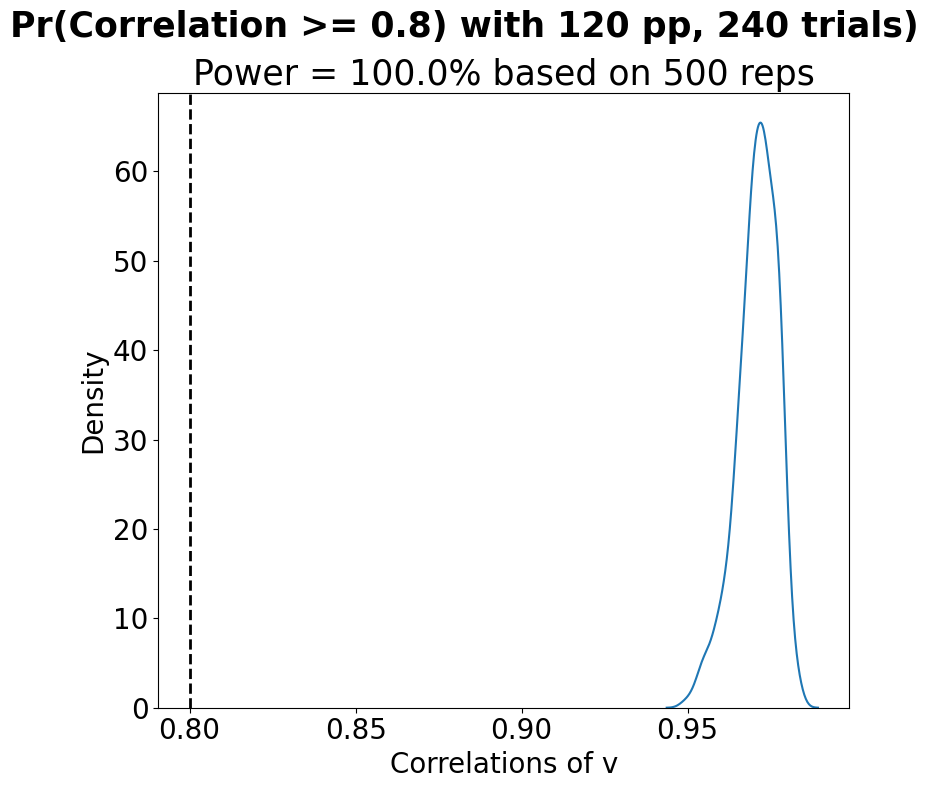 Pr(Correlation >= 0.8) with 120 pp, 240 trials)
Power = 100.0% based on 500 reps
60
50
40
30
20
10
0
Density
0.80 0.85 0.90 0.95
Correlations of v